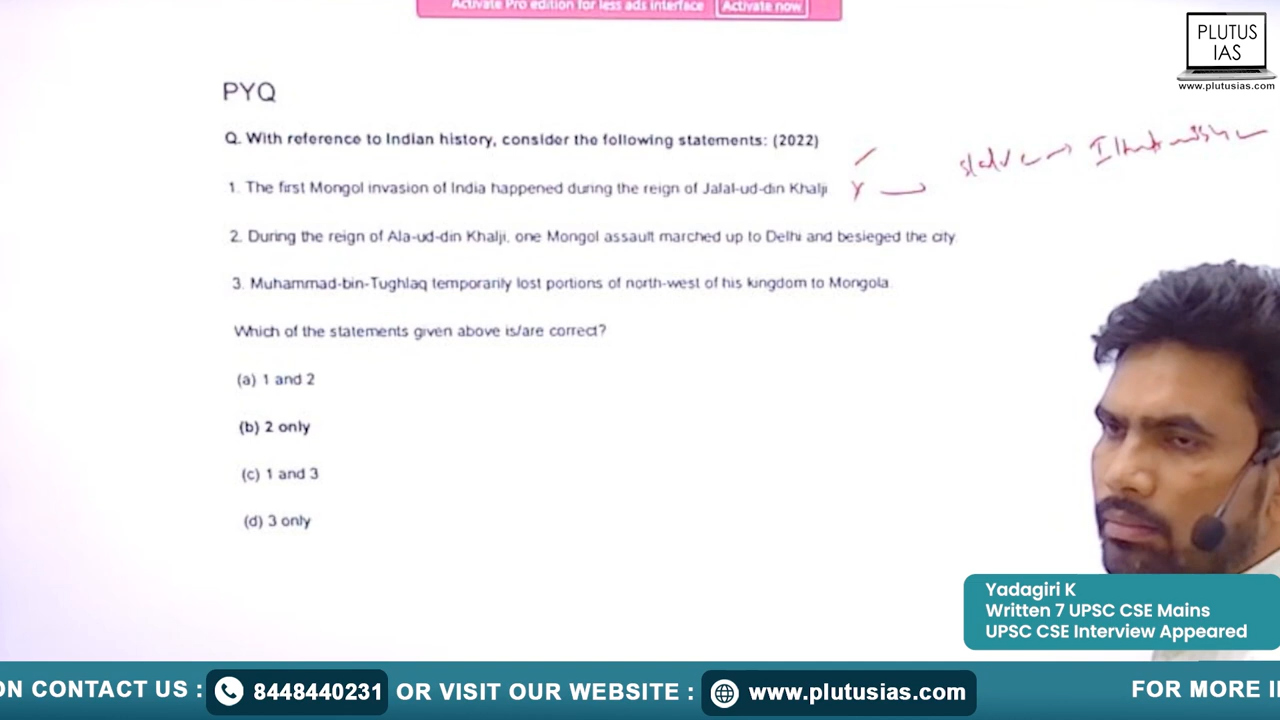 Activate Pro edition for less ads interface Activate now
PLUTUS
IAS
www.plutusias.com
PYQ
Q. With reference to Indian history, consider the following statements: (2022)
1. The first Mongol invasion of India happened during the reign of Jalal-ud-din Khalji
2. During the reign of Ala-ud-din Khalji, one Mongol assault marched up to Delhi and besieged the city.
3. Muhammad-bin-Tughlaq temporarily lost portions of north-west of his kingdom to Mongola.
Which of the statements given above is/are correct?
(a) 1 and 2
(b) 2 only
(c) 1 and 3
(d) 3 only
Yadagiri K
Written 7 UPSC CSE Mains
UPSC CSE Interview Appeared
ON CONTACT US : 8448440231 OR VISIT OUR WEBSITE : www.plutusias.com FOR MORE